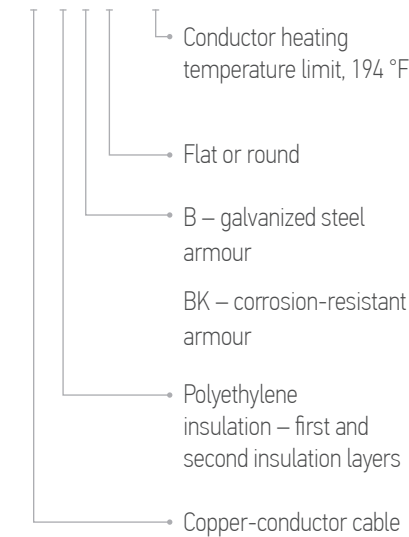 Conductor heating
temperature limit, 194 °F
Flat or round
B – galvanized steel
armour
BK – corrosion-resistant
armour
Polyethylene
insulation – first and
second insulation layers
Copper-conductor cable